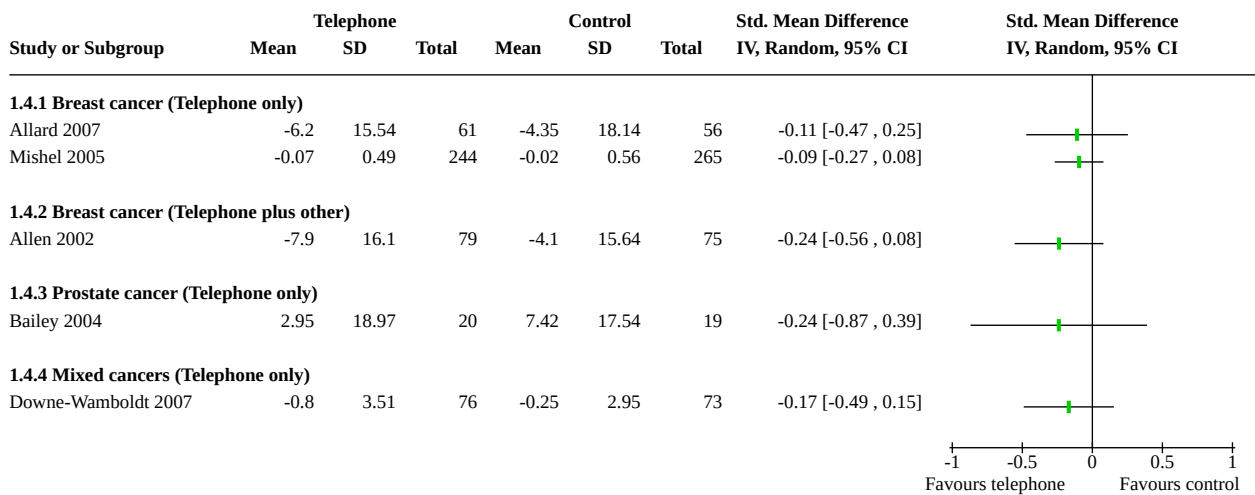 Telephone Control Std. Mean Difference Std. Mean Difference
Study or Subgroup Mean SD Total Mean SD Total IV, Random, 95% CI IV, Random, 95% CI
1.4.1 Breast cancer (Telephone only)
Allard 2007 -6.2 15.54 61 -4.35 18.14 56 -0.11 [-0.47 , 0.25]
Mishel 2005 -0.07 0.49 244 -0.02 0.56 265 -0.09 [-0.27 , 0.08]
1.4.2 Breast cancer (Telephone plus other)
Allen 2002 -7.9 16.1 79 -4.1 15.64 75 -0.24 [-0.56 , 0.08]
1.4.3 Prostate cancer (Telephone only)
Bailey 2004 2.95 18.97 20 7.42 17.54 19 -0.24 [-0.87 , 0.39]
1.4.4 Mixed cancers (Telephone only)
Downe-Wamboldt 2007 -0.8 3.51 76 -0.25 2.95 73 -0.17 [-0.49 , 0.15]
-1 -0.5 0 0.5 1
Favours telephone Favours control